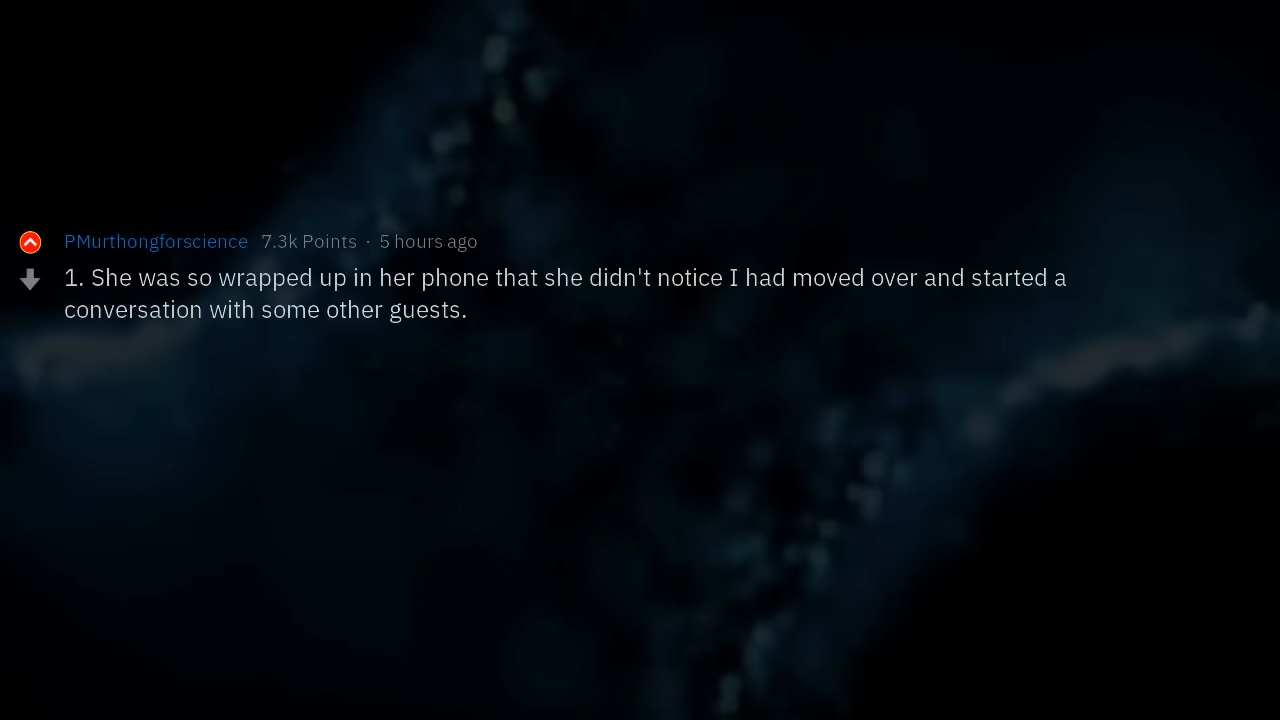 PMurthongforscience 7.3k Points · 5 hours ago
1. She was so wrapped up in her phone that she didn't notice I had moved over and started a
conversation with some other guests.